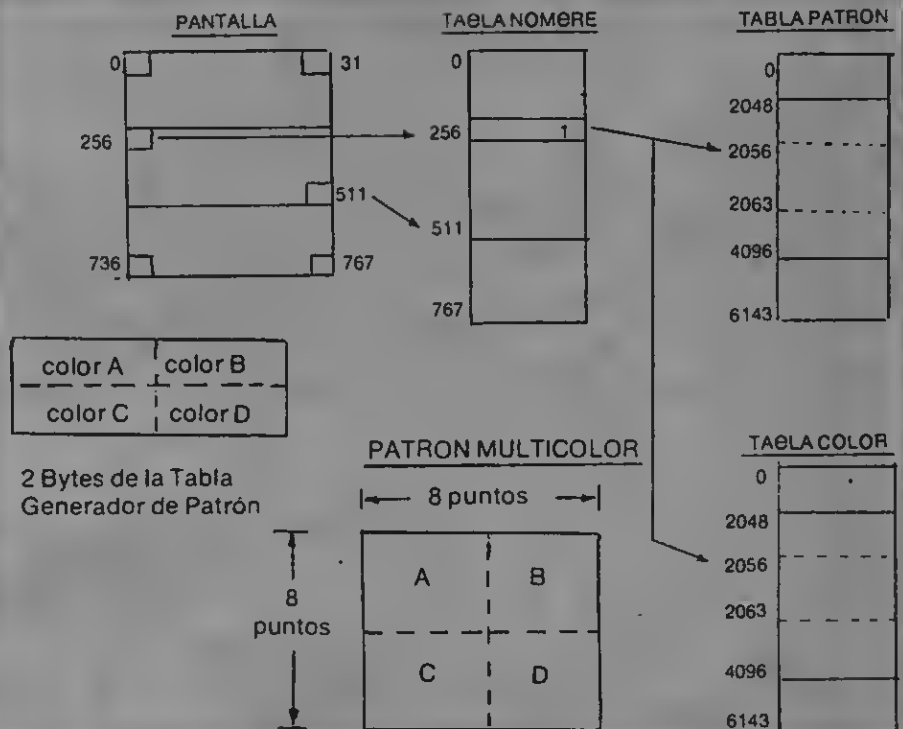 PANTALLA
0
31
256
511
736
767
TABLA NOMBRE
0
256
1
511
767
TABLA PATRON
0
2048
2056
2063
4096
6143
color A
color B
color C
color D
2 Bytes de la Tabla
Generador de Patrón
PATRON MULTICOLOR
8 puntos
8
puntos
A
B
C
D
TABLA COLOR
0
2048
2056
2063
4096
6143